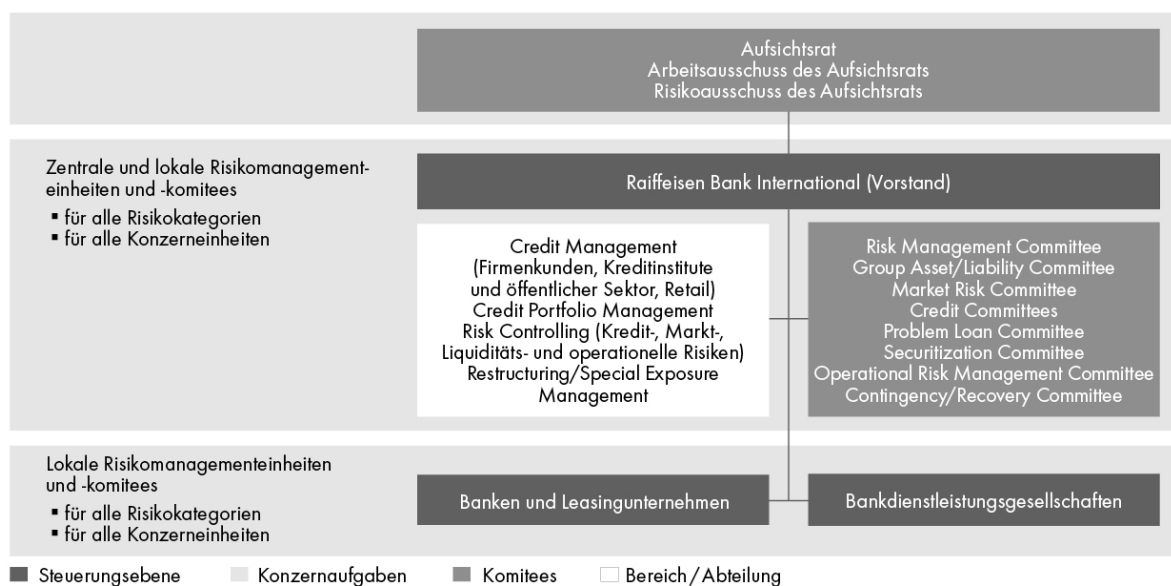 Aufsichtsrat
Arbeitsausschuss des Aufsichtsrats
Risikoausschuss des Aufsichtsrats
Zentrale und lokale Risikomanagement-
einheiten und -komitees
▪ für alle Risikokategorien
▪ für alle Konzerneinheiten
Raiffeisen Bank International (Vorstand)
Credit Management
(Firmenkunden, Kreditinstitute
und öffentlicher Sektor, Retail)
Credit Portfolio Management
Risk Controlling (Kredit-, Markt-,
Liquiditäts- und operationelle Risiken)
Restructuring/Special Exposure
Management
Risk Management Committee
Group Asset/Liability Committee
Market Risk Committee
Credit Committees
Problem Loan Committee
Securitization Committee
Operational Risk Management Committee
Contingency/Recovery Committee
Lokale Risikomanagementeinheiten
und -komitees
▪ für alle Risikokategorien
▪ für alle Konzerneinheiten
Banken und Leasingunternehmen
Bankdienstleistungsgesellschaften
Steuerungsebene
Konzernaufgaben
Komitees
Bereich/Abteilung